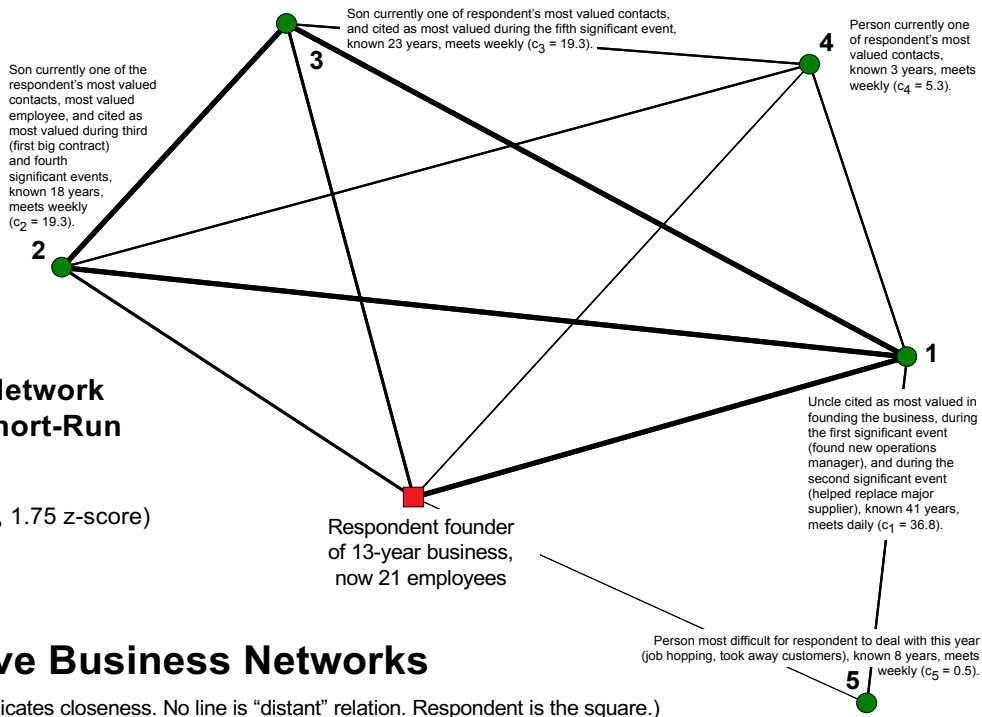 Son currently one of respondent's most valued contacts,
and cited as most valued during the fifth significant event,
known 23 years, meets weekly (c3 = 19.3).
3
4
Person currently one
of respondent's most
valued contacts,
known 3 years, meets
weekly (c4 = 5.3).
Son currently one of the
respondent's most valued
contacts, most valued
employee, and cited as
most valued during third
(first big contract)
and fourth
significant events,
known 18 years,
meets weekly
(c2 = 19.3).
2
1
Uncle cited as most valued in
founding the business, during
the first significant event
(found new operations
manager), and during the
second significant event
(helped replace major
supplier), known 41 years,
meets daily (c1 = 36.8).
, 1.75 z-score)
Respondent founder
of 13-year business,
now 21 employees
Person most difficult for respondent to deal with this year
(job hopping, took away customers), known 8 years, meets
weekly (c5 = 0.5).
5
Business Networks
closeness. No line is “distant” relation. Respondent is the square.)